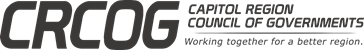 CRCOG
CAPITOL REGION
COUNCIL OF GOVERNMENTS
Working together for a better region.